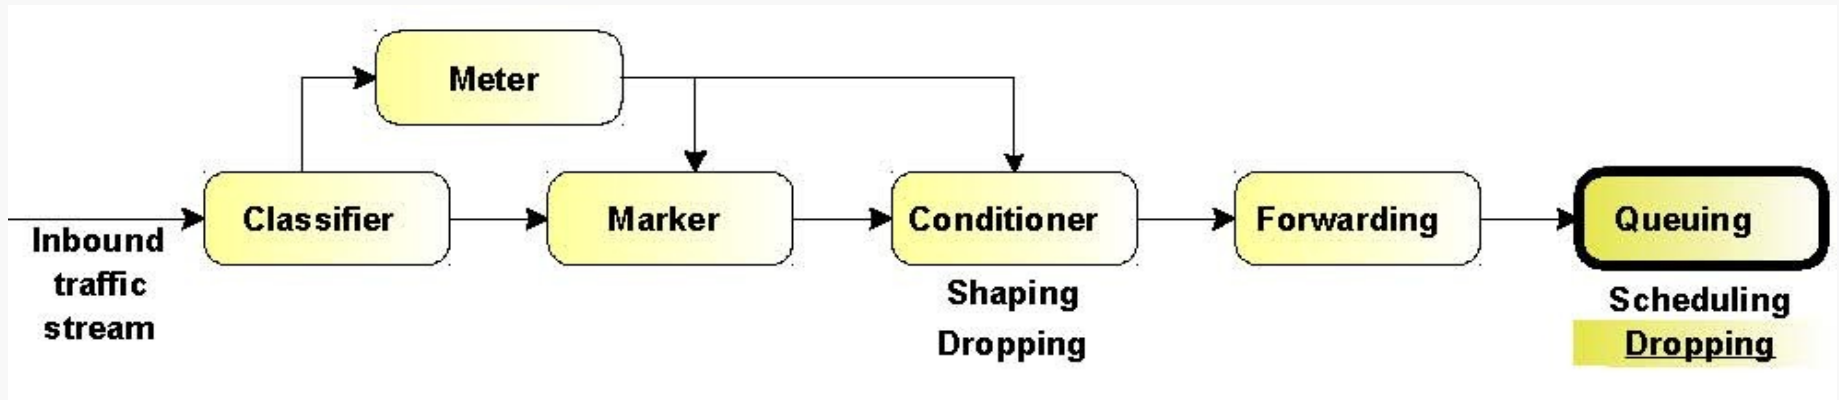 Meter
Classifier
Marker
Conditioner
Forwarding
Queuing
Inbound
traffic
stream
Shaping
Dropping
Scheduling
Dropping